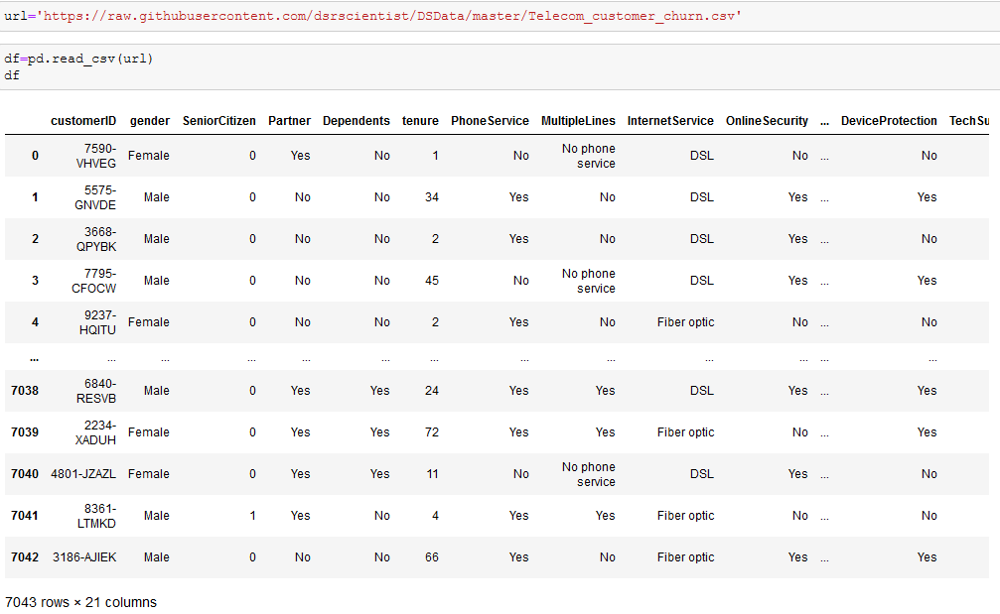 url='https://raw.githubusercontent.com/dsrscientist/DSData/master/Telecom_customer_churn.csv'
df=pd.read_csv(url)
df
customerID gender SeniorCitizen Partner Dependents tenure PhoneService MultipleLines InternetService OnlineSecurity ... DeviceProtection TechSu
0 7590-VHVEG Female 0 Yes No 1 No No phone service DSL No ... No
1 5575-GNVDE Male 0 No No 34 Yes No DSL Yes ... Yes
2 3668-QPYBK Male 0 No No 2 Yes No DSL Yes ... No
3 7795-CFOCW Male 0 No No 45 No No phone service DSL Yes ... Yes
4 9237-HQITU Female 0 No No 2 Yes No Fiber optic No ... No
... ... ... ... ... ... ... ... ... ... ... ... ...
7038 6840-RESVB Male 0 Yes Yes 24 Yes Yes DSL Yes ... Yes
7039 2234-XADUH Female 0 Yes Yes 72 Yes Yes Fiber optic No ... Yes
7040 4801-JZAZL Female 0 Yes Yes 11 No No phone service DSL Yes ... No
7041 8361-LTMKD Male 1 Yes No 4 Yes Yes Fiber optic No ... No
7042 3186-AJIEK Male 0 No No 66 Yes No Fiber optic Yes ... Yes
7043 rows × 21 columns